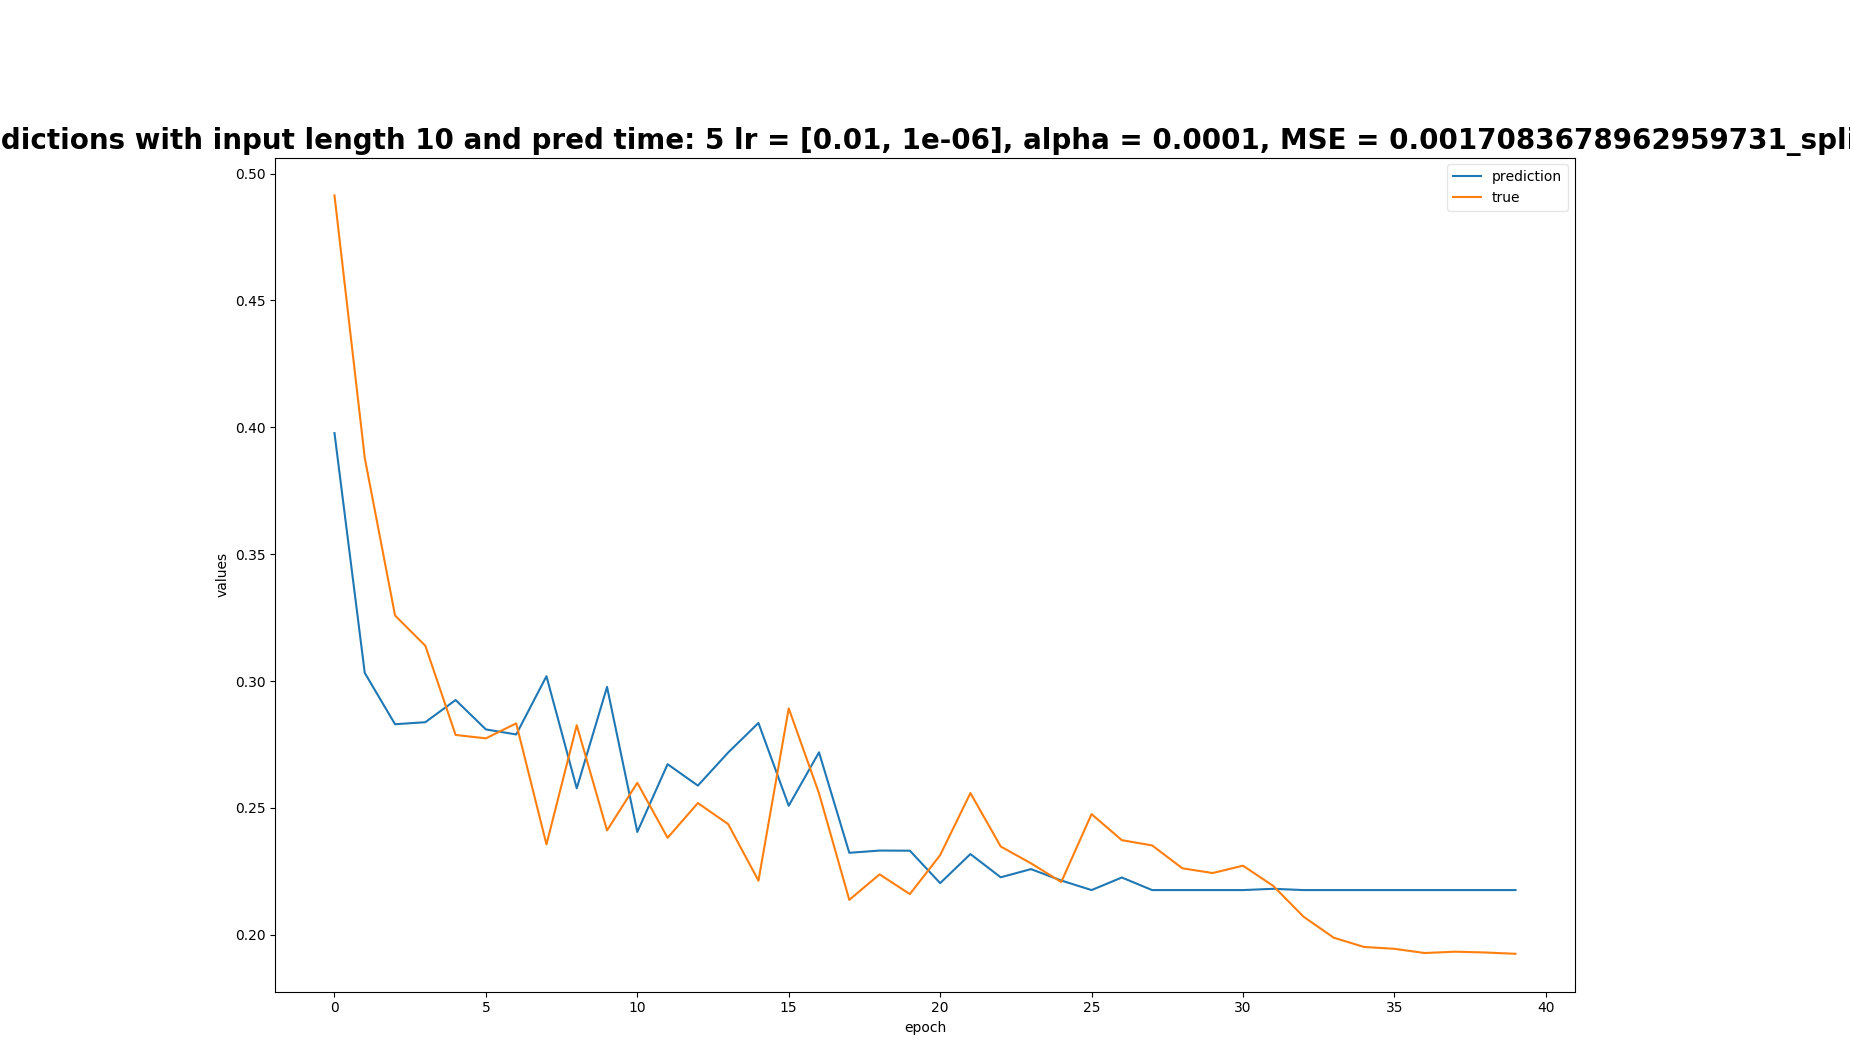 dictions with input length 10 and pred time: 5 lr = [0.01, 1e-06], alpha = 0.0001, MSE = 0.0017083678962959731_spli
prediction
true
0.50
0.45
0.40
0.35
0.30
0.25
0.20
values
0 5 10 15 20 25 30 35 40
epoch